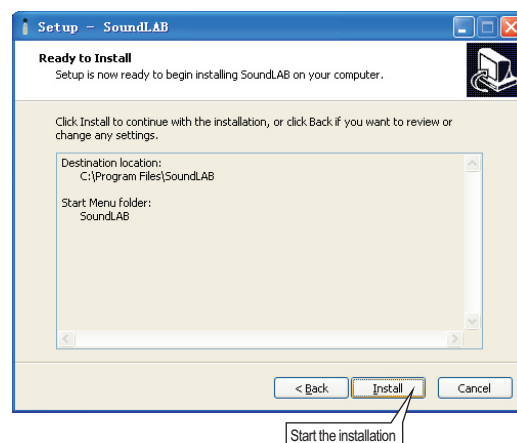 Setup - SoundLAB
Ready to Install
Setup is now ready to begin installing SoundLAB on your computer.
Click Install to continue with the installation, or click Back if you want to review or
change any settings.
Destination location:
C:\Program Files\SoundLAB
Start Menu folder:
SoundLAB
< Back
Install
Cancel
Start the installation